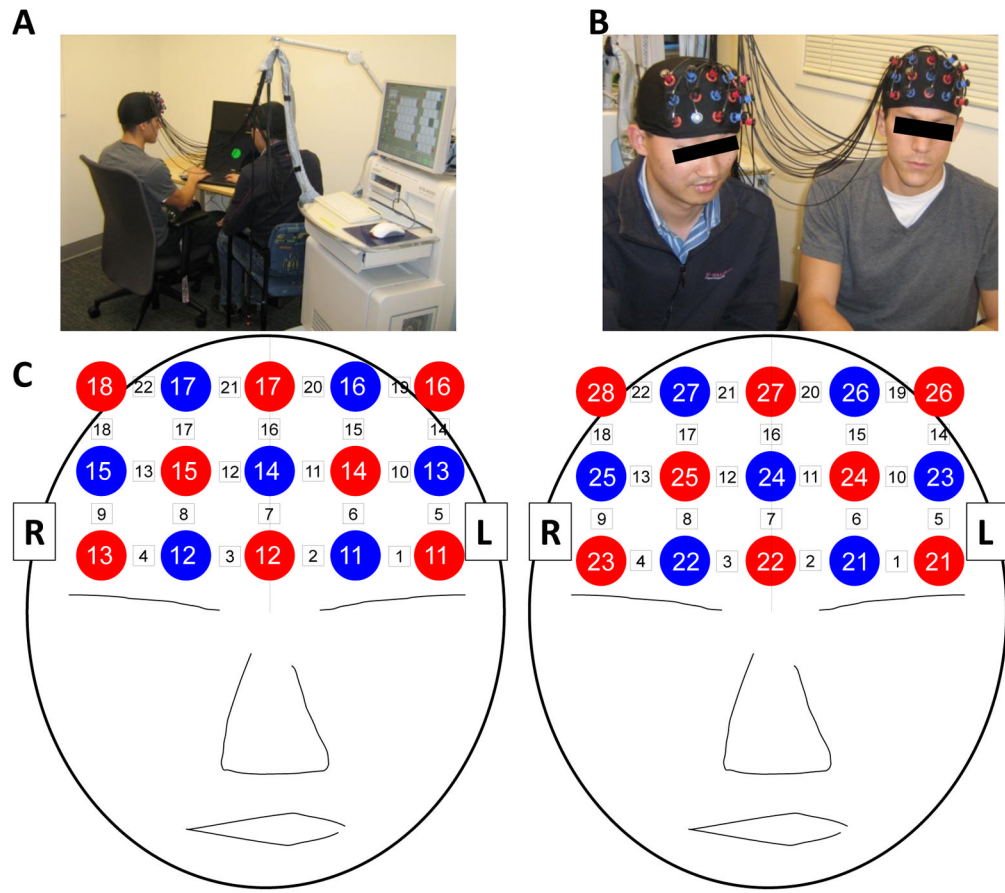 A
B
C
18 22 17 21 17 20 16 19 16
18 17 16 15 14
15 13 15 12 14 11 14 10 13
R 9 8 7 6 5 L
13 4 12 3 12 2 11 1 11
28 22 27 21 27 20 26 19 26
18 17 16 15 14
25 13 25 12 24 11 24 10 23
R 9 8 7 6 5 L
23 4 22 3 22 2 21 1 21